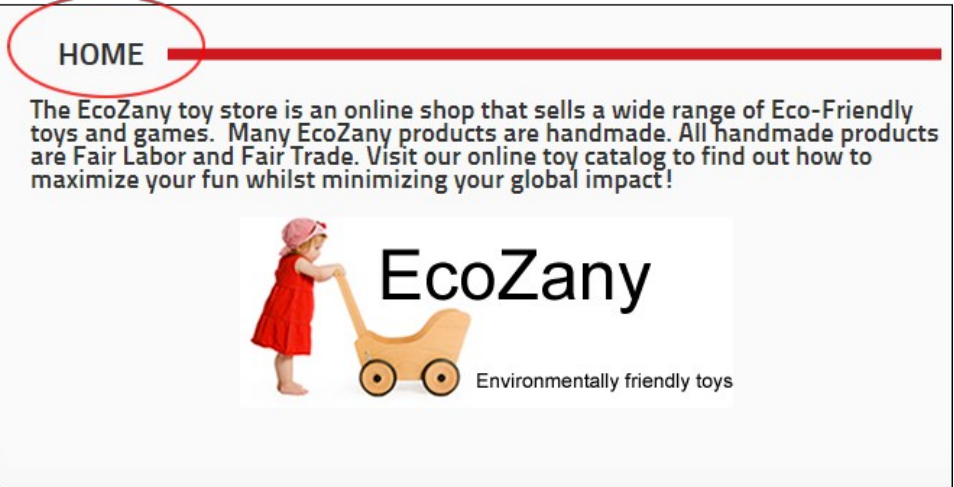 HOME
The EcoZany toy store is an online shop that sells a wide range of Eco-Friendly
toys and games.  Many EcoZany products are handmade. All handmade products
are Fair Labor and Fair Trade. Visit our online toy catalog to find out how to
maximize your fun whilst minimizing your global impact!
EcoZany
Environmentally friendly toys